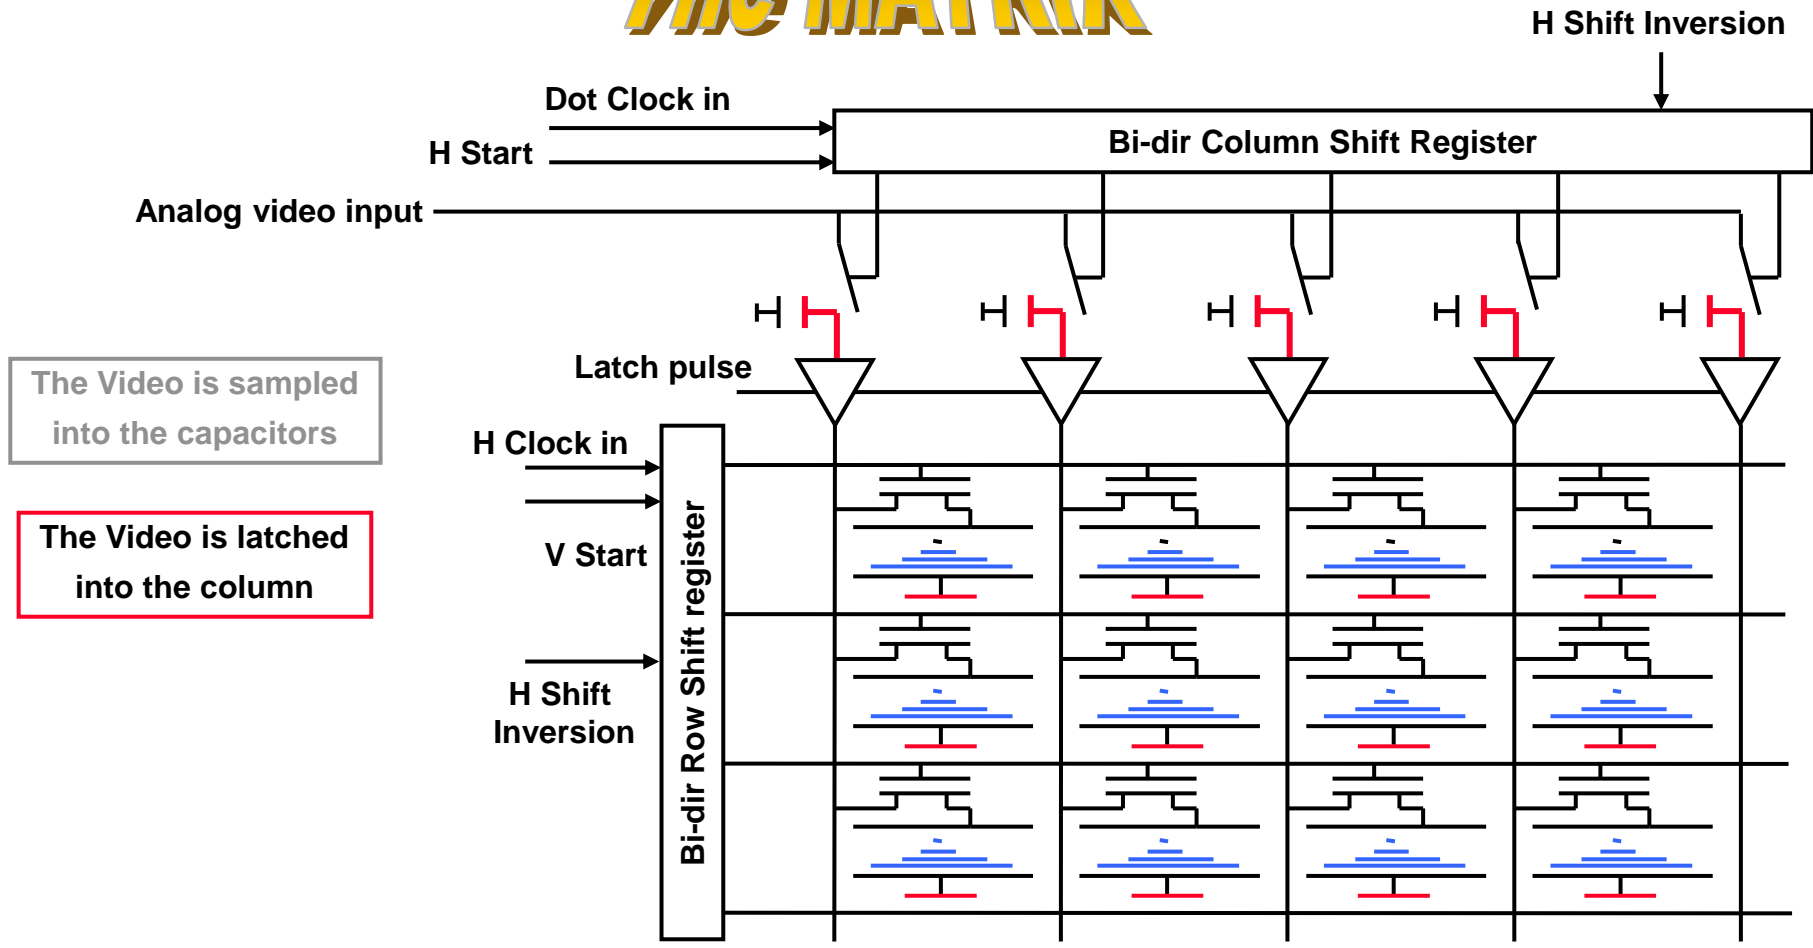 The MATRIX
H Shift Inversion
Dot Clock in
Bi-dir Column Shift Register
H Start
Analog video input
Latch pulse
The Video is sampled
into the capacitors
H Clock in
The Video is latched
into the column
V Start
Bi-dir Row Shift register
H Shift
Inversion